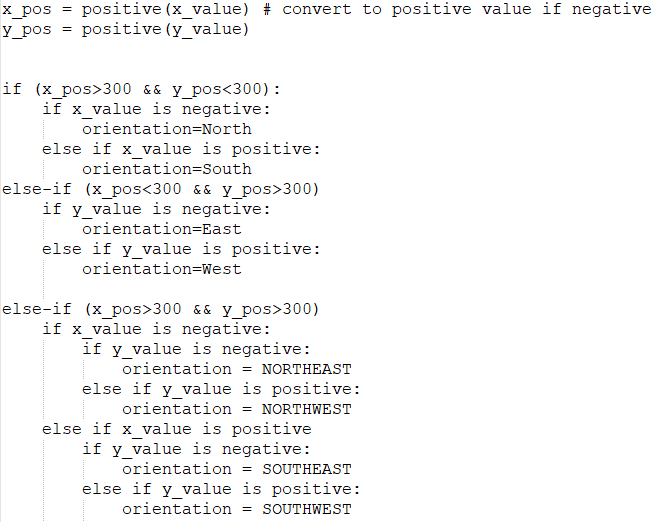 x_pos = positive(x_value) # convert to positive value if negative
y_pos = positive(y_value)
if (x_pos>300 && y_pos<300):
if x_value is negative:
orientation=North
else if x_value is positive:
orientation=South
else-if (x_pos<300 && y_pos>300)
if y_value is negative:
orientation=East
else if y_value is positive:
orientation=West
else-if (x_pos>300 && y_pos>300)
if x_value is negative:
if y_value is negative:
orientation = NORTHEAST
else if y_value is positive:
orientation = NORTHWEST
else if x_value is positive
if y_value is negative:
orientation = SOUTHEAST
else if y_value is positive:
orientation = SOUTHWEST